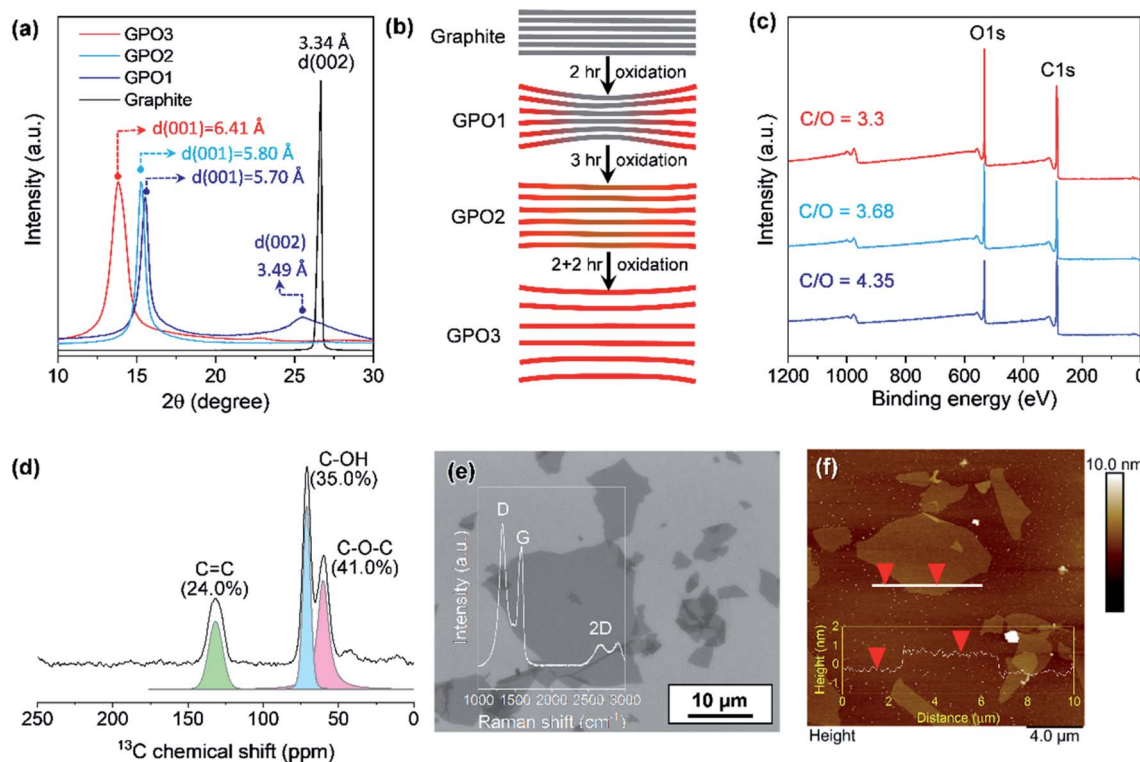 (a)
GPO3
GPO2
GPO1
Graphite
3.34 Å
d(002)
d(001)=6.41 Å
d(001)=5.80 Å
d(001)=5.70 Å
d(002)
3.49 Å
Intensity (a.u.)
10 15 20 25 30
2θ (degree)
(b)
Graphite
2 hr oxidation
GPO1
3 hr oxidation
GPO2
2+2 hr oxidation
GPO3
(c)
O1s
C1s
C/O = 3.3
C/O = 3.68
C/O = 4.35
Intensity (a.u.)
1200 1000 800 600 400 200 0
Binding energy (eV)
(d)
C-OH
(35.0%)
C-O-C
(41.0%)
C=C
(24.0%)
250 200 150 100 50 0
¹³C chemical shift (ppm)
(e)
D
G
2D
Intensity (a.u.)
1000 1500 2000 2500 3000
Raman shift (cm⁻¹)
10 µm
(f)
10.0 nm
Height (nm)
2
1
0
-1
0 2 4 6 8 10
Distance (µm)
Height
4.0 µm